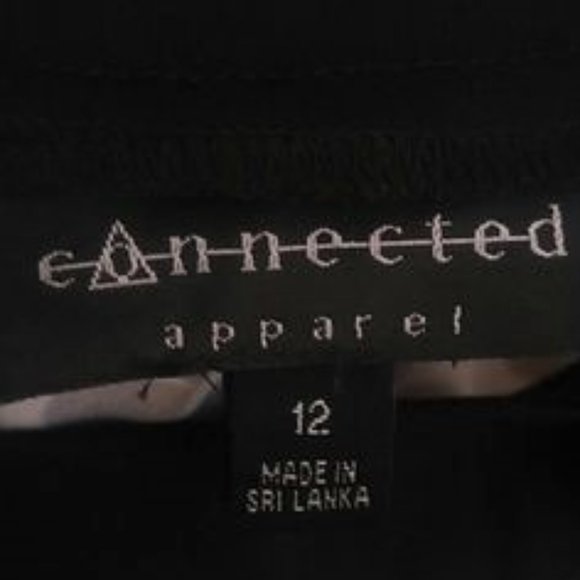 connected
apparel
12
MADE IN
SRI LANKA